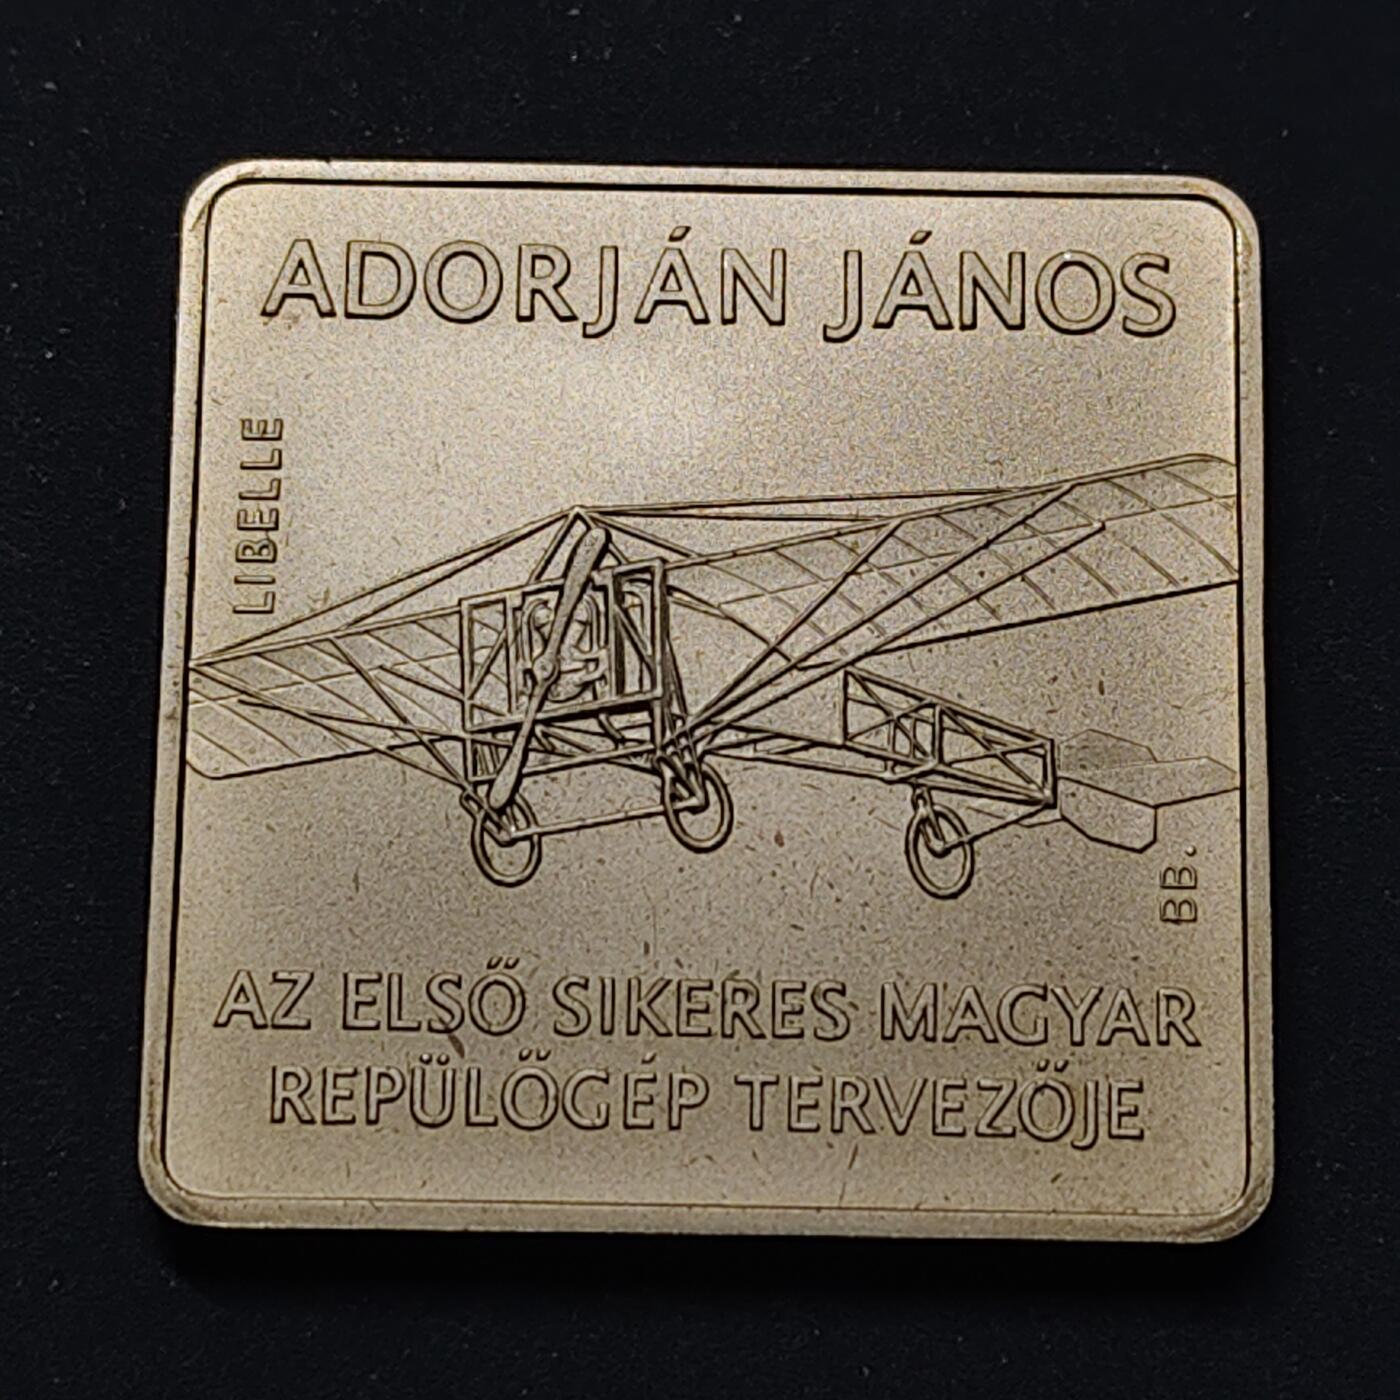 ADORJÁN JÁNOS
LIBELLE
BB.
AZ ELSŐ SIKERES MAGYAR
REPÜLŐGÉP TERVEZŐJE